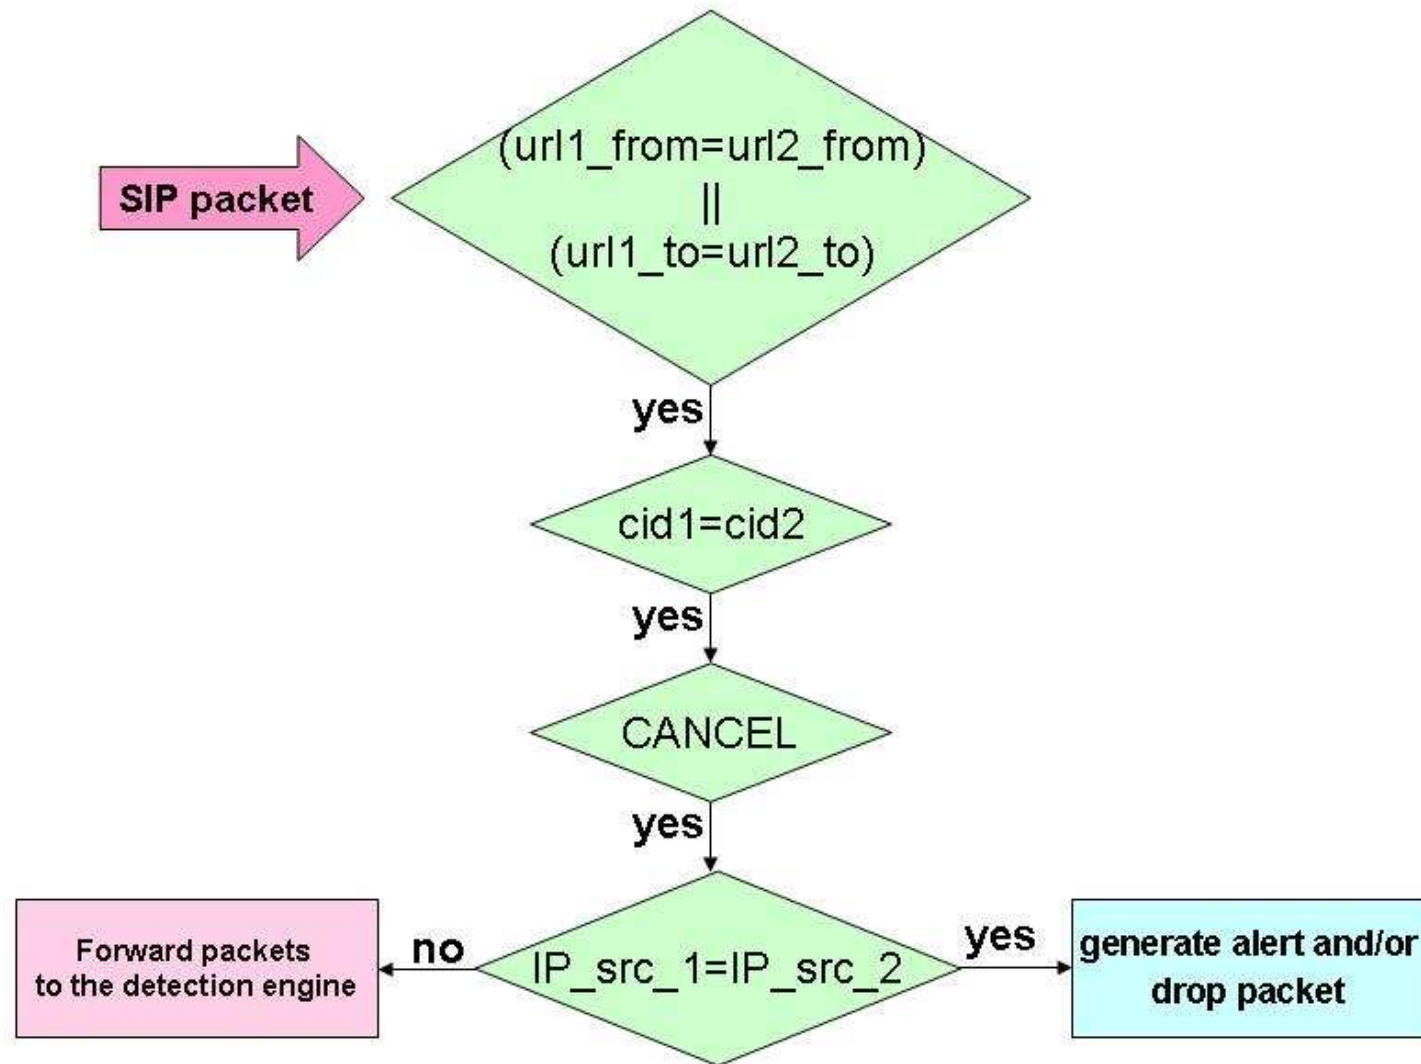 (url1_from=url2_from)
||
(url1_to=url2_to)
SIP packet
yes
cid1=cid2
yes
CANCEL
yes
IP_src_1=IP_src_2
no
Forward packets
to the detection engine
yes
generate alert and/or
drop packet